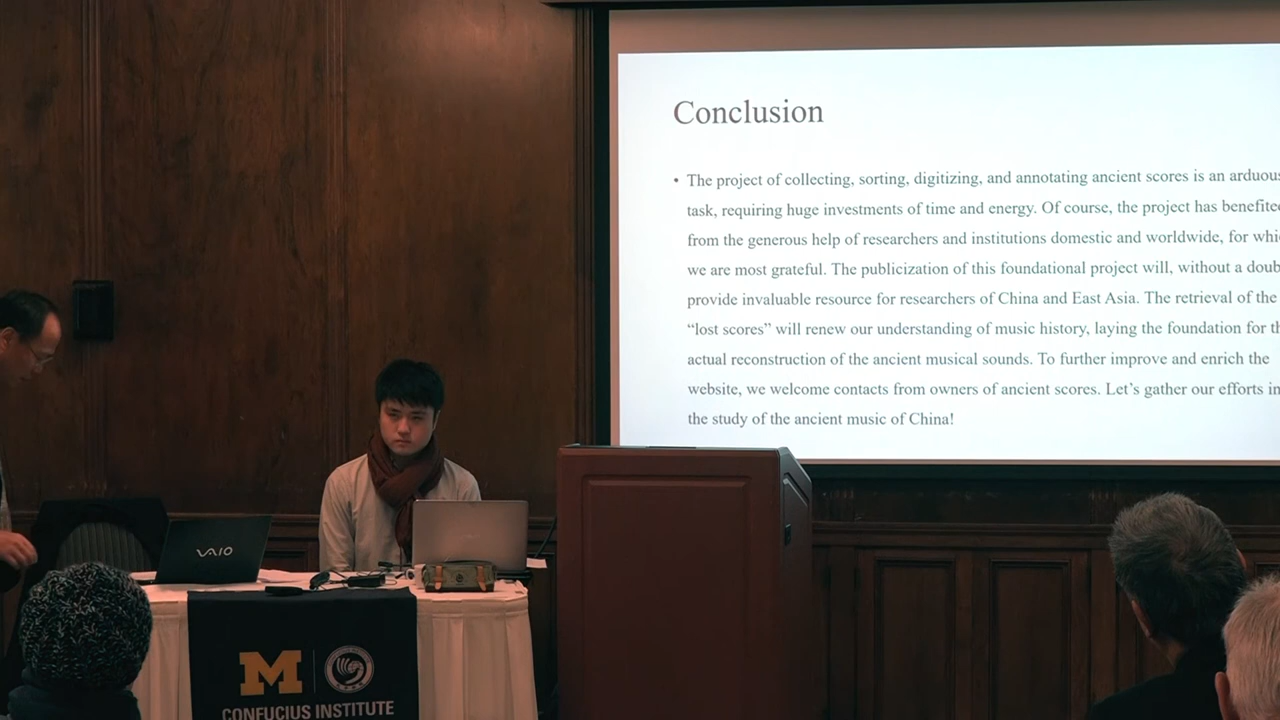 Conclusion
• The project of collecting, sorting, digitizing, and annotating ancient scores is an arduous
task, requiring huge investments of time and energy. Of course, the project has benefited
from the generous help of researchers and institutions domestic and worldwide, for
we are most grateful. The publicization of this foundational project will, without a
provide invaluable resource for researchers of China and East Asia. The retrieval of the
“lost scores” will renew our understanding of music history, laying the foundation for
actual reconstruction of the ancient musical sounds. To further improve and enrich the
website, we welcome contacts from owners of ancient scores. Let’s gather our efforts in
the study of the ancient music of China!
VAIO
M
CONFUCIUS INSTITUTE